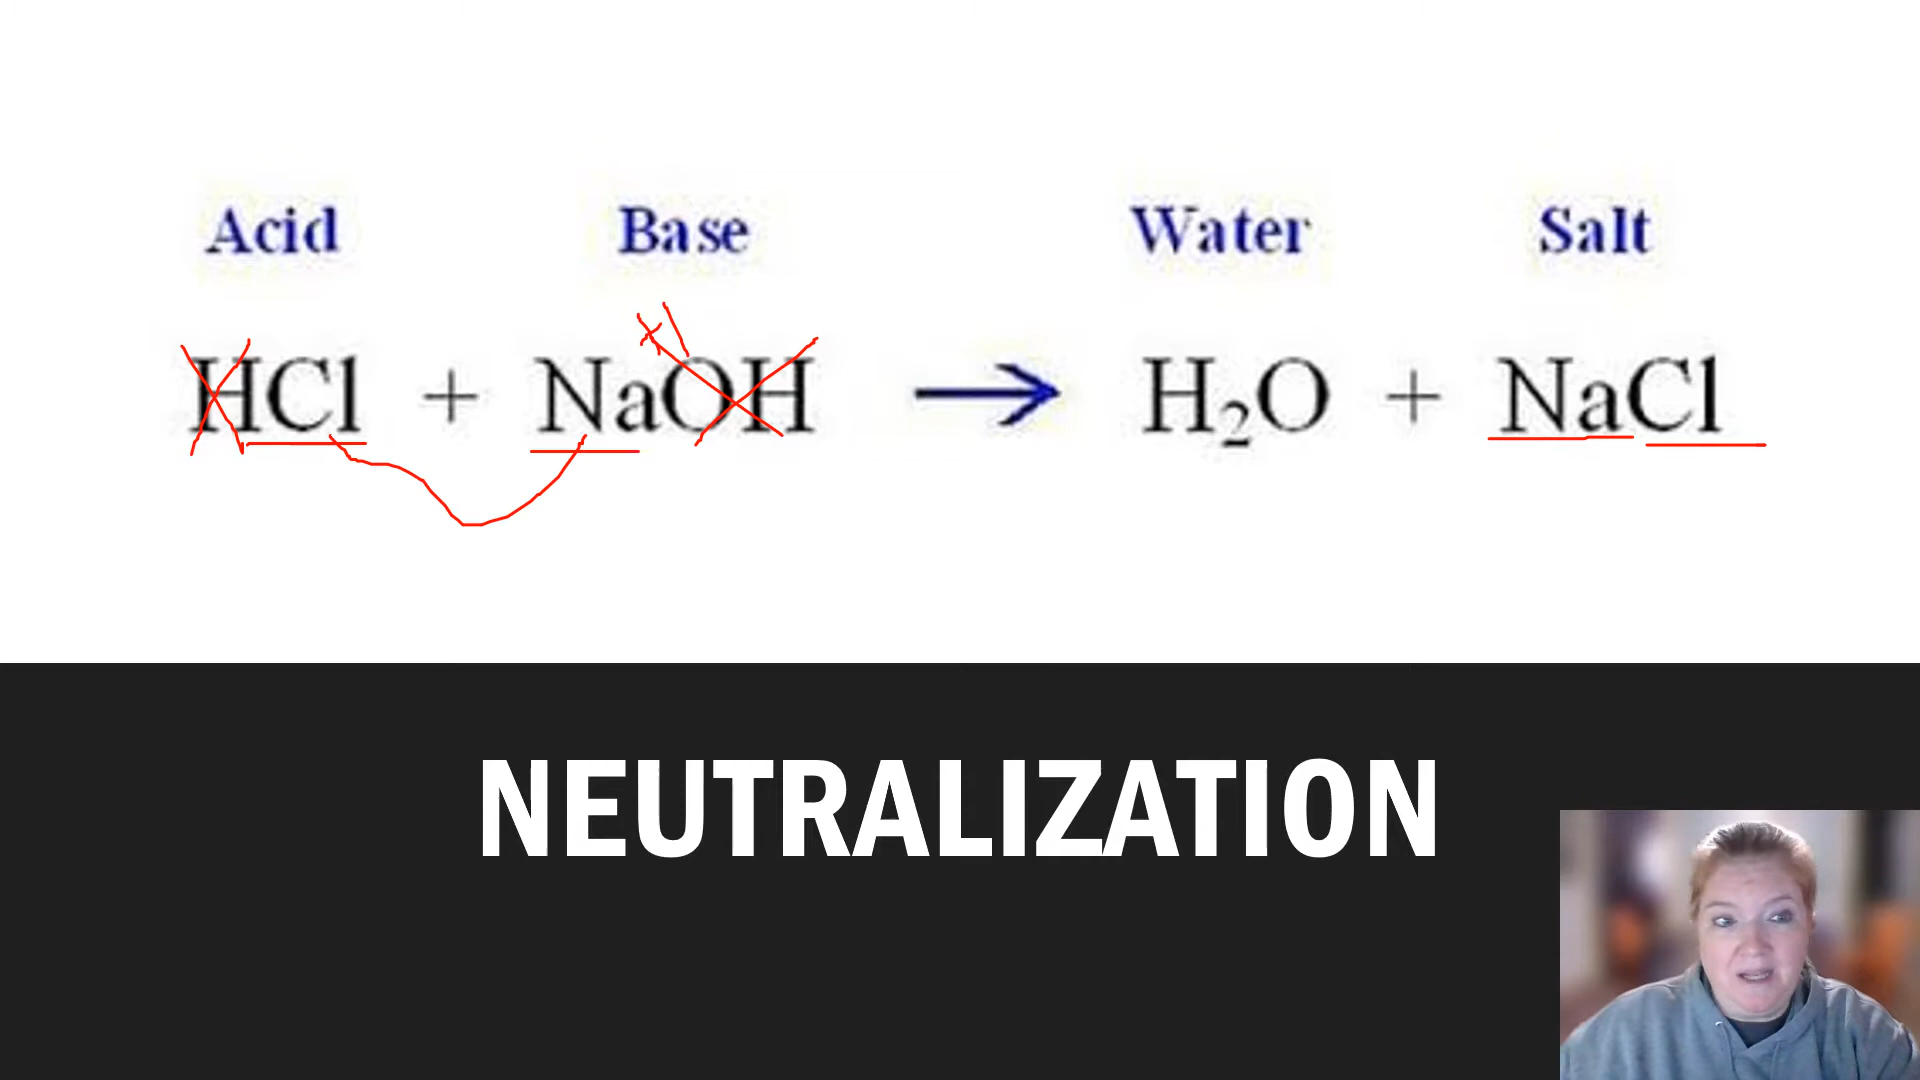 Acid Base Water Salt
HCl + NaOH → H₂O + NaCl
NEUTRALIZATION